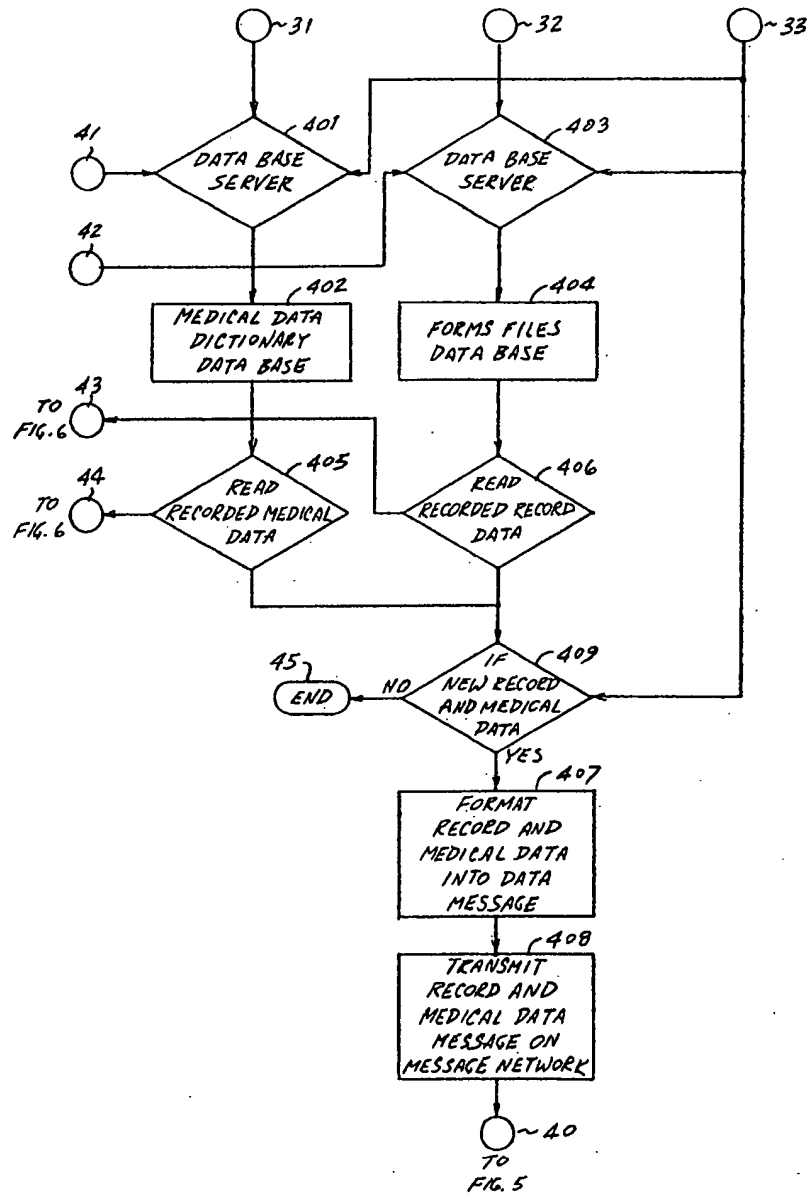 31
32
33
401
403
41
DATA BASE
SERVER
DATA BASE
SERVER
42
402
404
MEDICAL DATA
DICTIONARY
DATA BASE
FORMS FILES
DATA BASE
43
TO
FIG. 6
405
406
44
TO
FIG. 6
READ
RECORDED MEDICAL
DATA
READ
RECORDED RECORD
DATA
45
END
NO
409
IF
NEW RECORD
AND MEDICAL
DATA
YES
407
FORMAT
RECORD AND
MEDICAL DATA
INTO DATA
MESSAGE
408
TRANSMIT
RECORD AND
MEDICAL DATA
MESSAGE ON
MESSAGE NETWORK
40
TO
FIG. 5